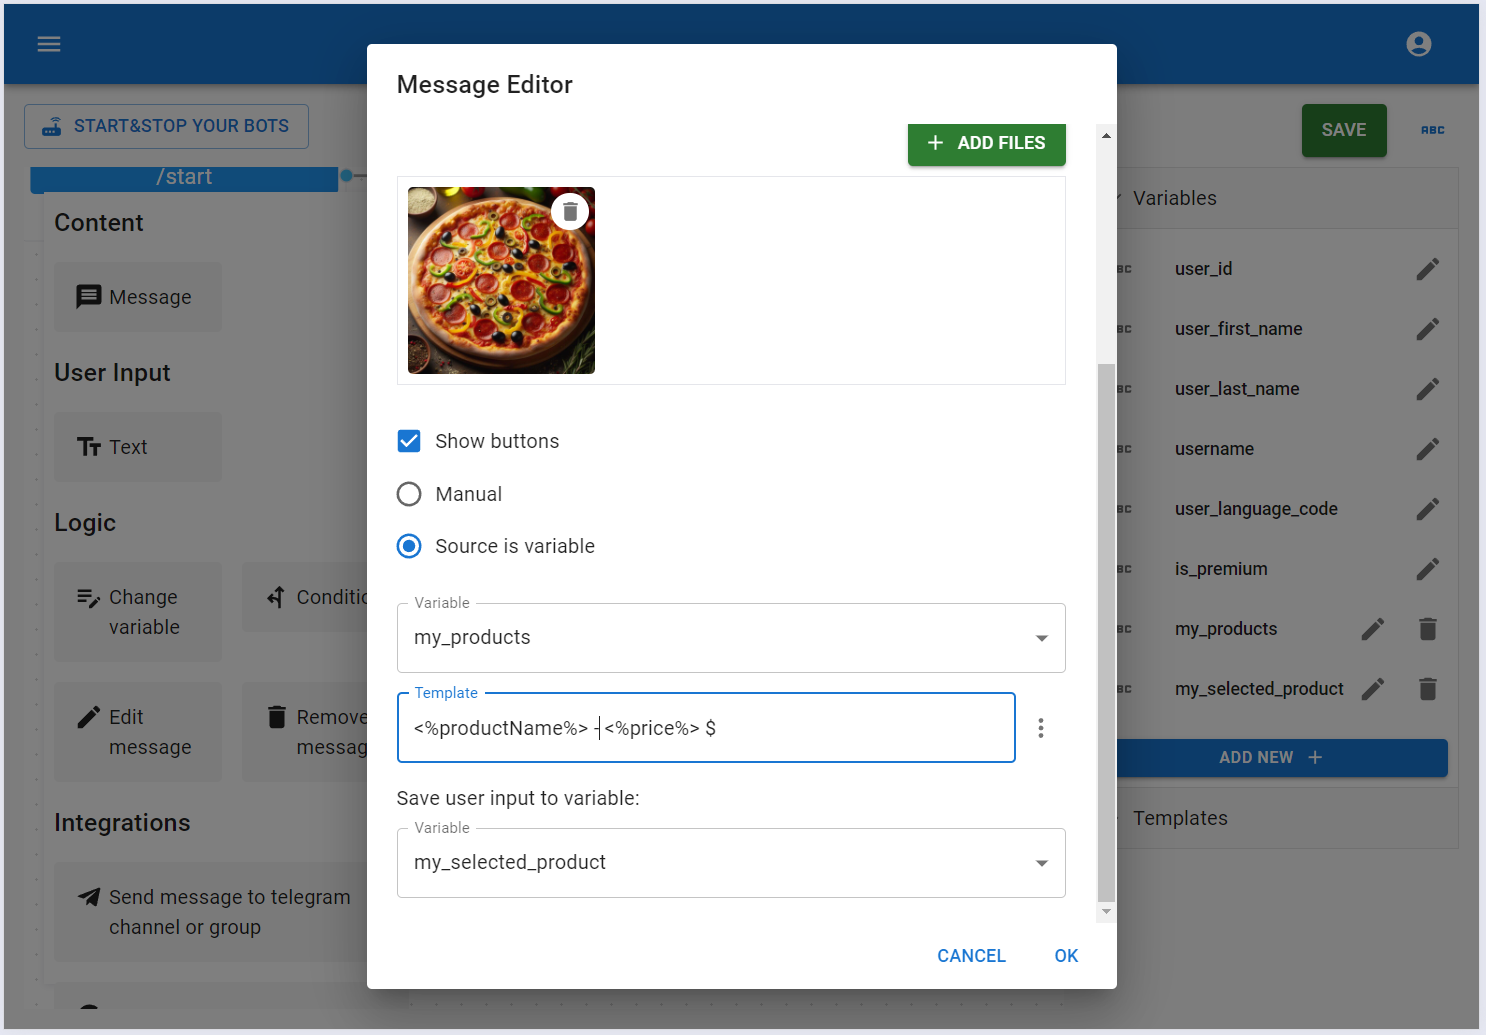 START&STOP YOUR BOTS
SAVE
ABC
/start
Content
Message
User Input
Text
Logic
Change
variable
Edit
message
Remove
Integrations
Send message to telegram
channel or group
Message Editor
ADD FILES
Show buttons
Manual
Source is variable
Variable
my_products
Template
<%productName%> - <%price%> $
Save user input to variable:
Variable
my_selected_product
CANCEL
OK
Variables
user_id
user_first_name
user_last_name
username
user_language_code
is_premium
my_products
my_selected_product
ADD NEW
Templates